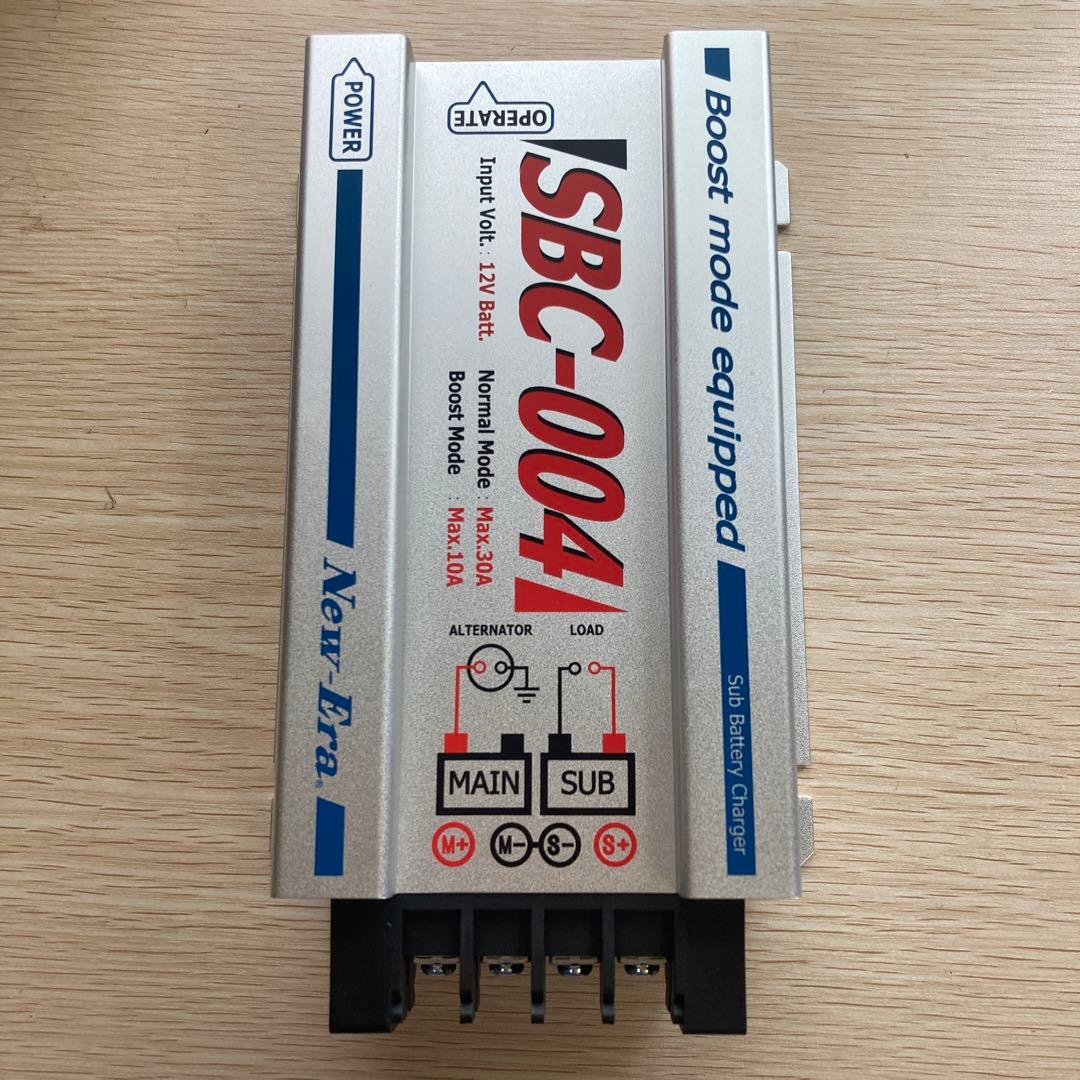 Boost mode equipped
Sub Battery Charger
SBC-004
OPERATE
Input Volt. : 12V Batt.
Normal Mode : Max.30A
Boost Mode : Max.10A
POWER
New-Era®
ALTERNATOR LOAD
MAIN SUB
M+ M- S- S+